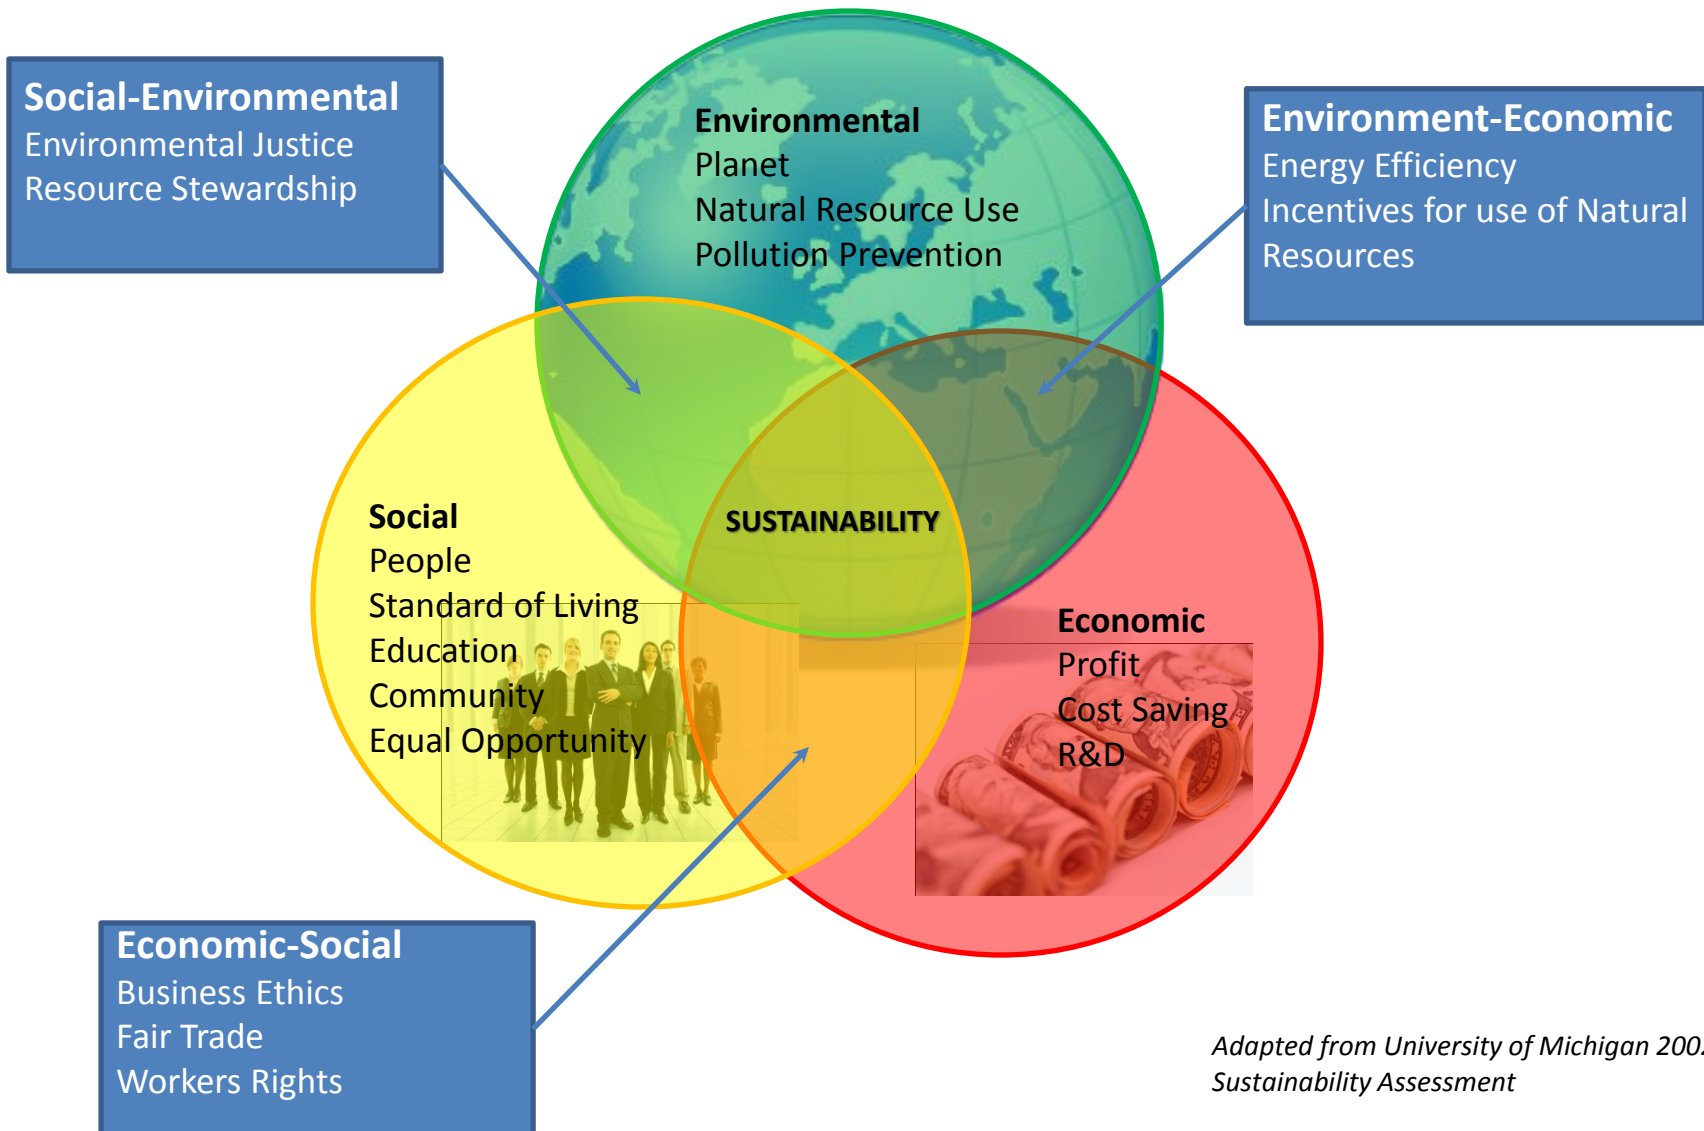 Social-Environmental
Environmental Justice
Resource Stewardship
Environmental
Planet
Natural Resource Use
Pollution Prevention
Environment-Economic
Energy Efficiency
Incentives for use of Natural
Resources
Social
People
Standard of Living
Education
Community
Equal Opportunity
SUSTAINABILITY
Economic
Profit
Cost Saving
R&D
Economic-Social
Business Ethics
Fair Trade
Workers Rights
Adapted from University of Michigan
Sustainability Assessment